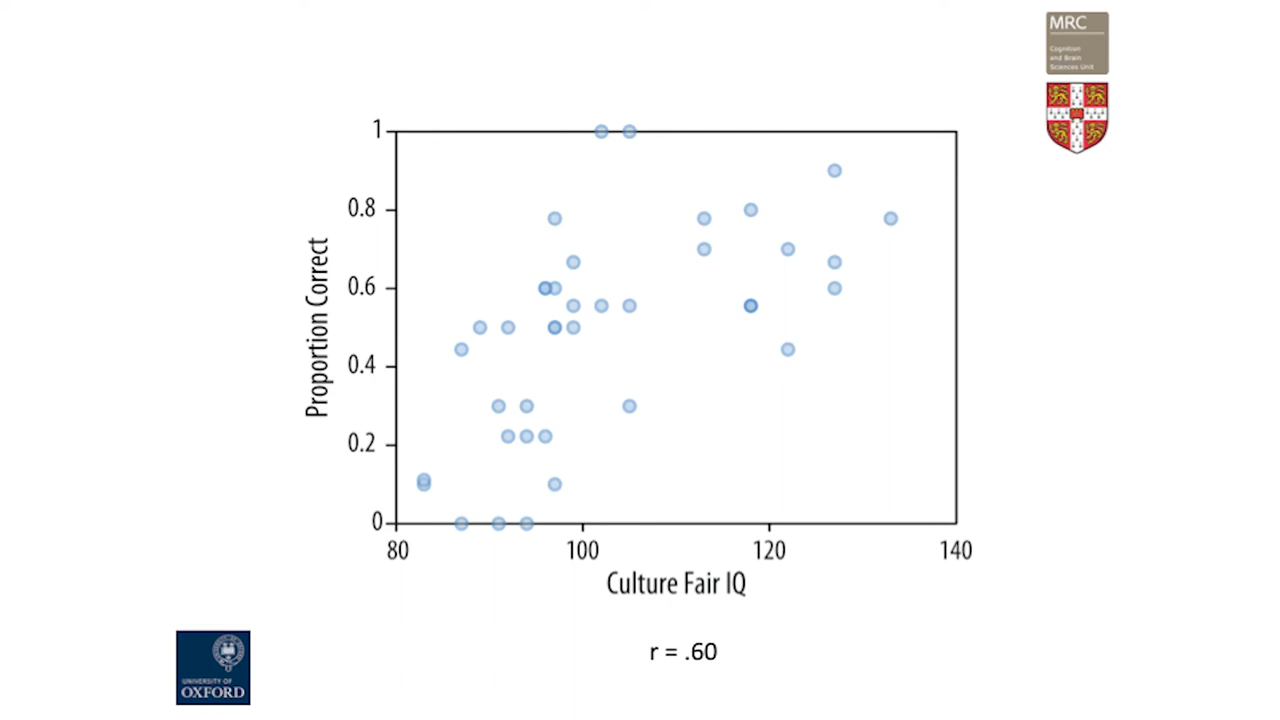 MRC
Cognition
and Brain
Sciences Unit
1
0.8
0.6
0.4
0.2
0
Proportion Correct
80 100 120 140
Culture Fair IQ
r = .60
UNIVERSITY OF
OXFORD